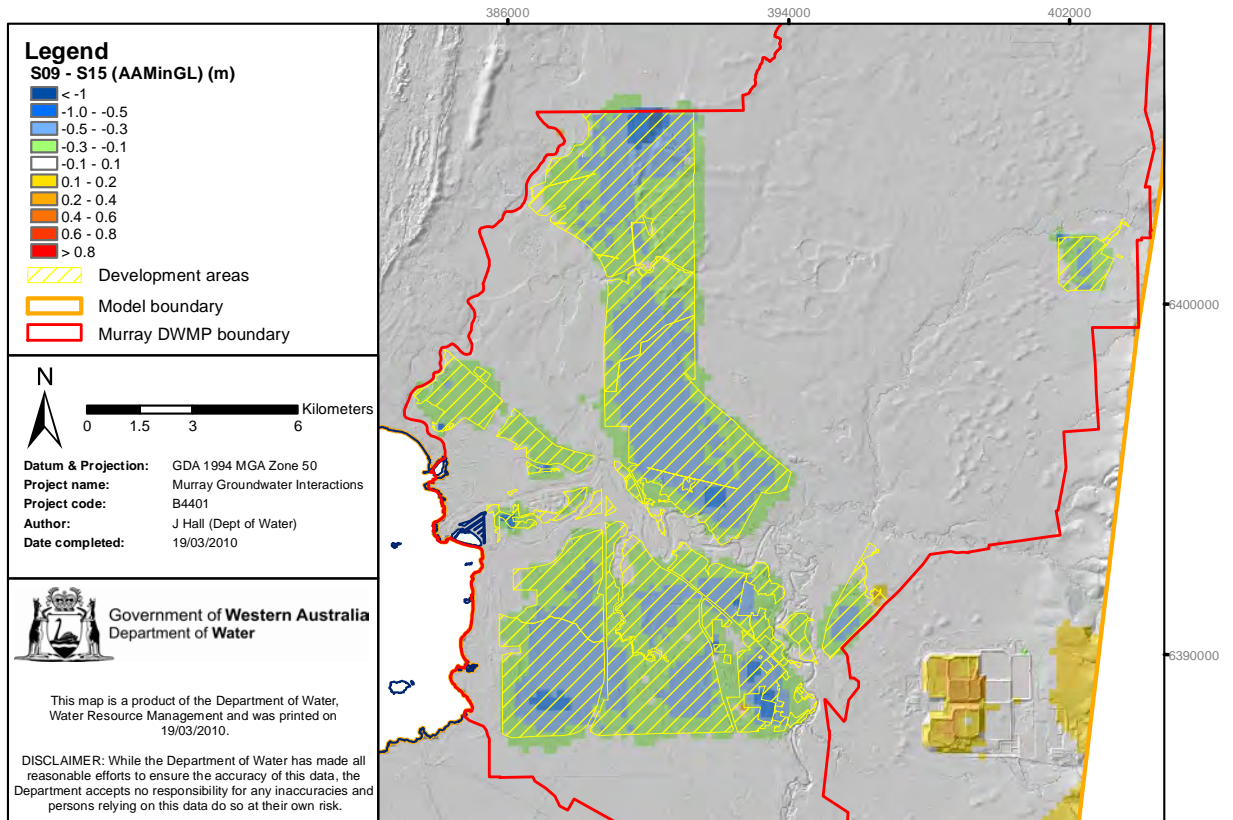 386000
394000
402000
Legend
S09 - S15 (AAMinGL) (m)
< -1
-1.0 - -0.5
-0.5 - -0.3
-0.3 - -0.1
-0.1 - 0.1
0.1 - 0.2
0.2 - 0.4
0.4 - 0.6
0.6 - 0.8
> 0.8
Development areas
Model boundary
Murray DWMP boundary
6400000
N
Kilometers
0 1.5 3 6
Datum & Projection: GDA 1994 MGA Zone 50
Project name: Murray Groundwater Interactions
Project code: B4401
Author: J Hall (Dept of Water)
Date completed: 19/03/2010
Government of Western Australia
Department of Water
6390000
This map is a product of the Department of Water,
Water Resource Management and was printed on
19/03/2010.
DISCLAIMER: While the Department of Water has made all
reasonable efforts to ensure the accuracy of this data, the
Department accepts no responsibility for any inaccuracies and
persons relying on this data do so at their own risk.